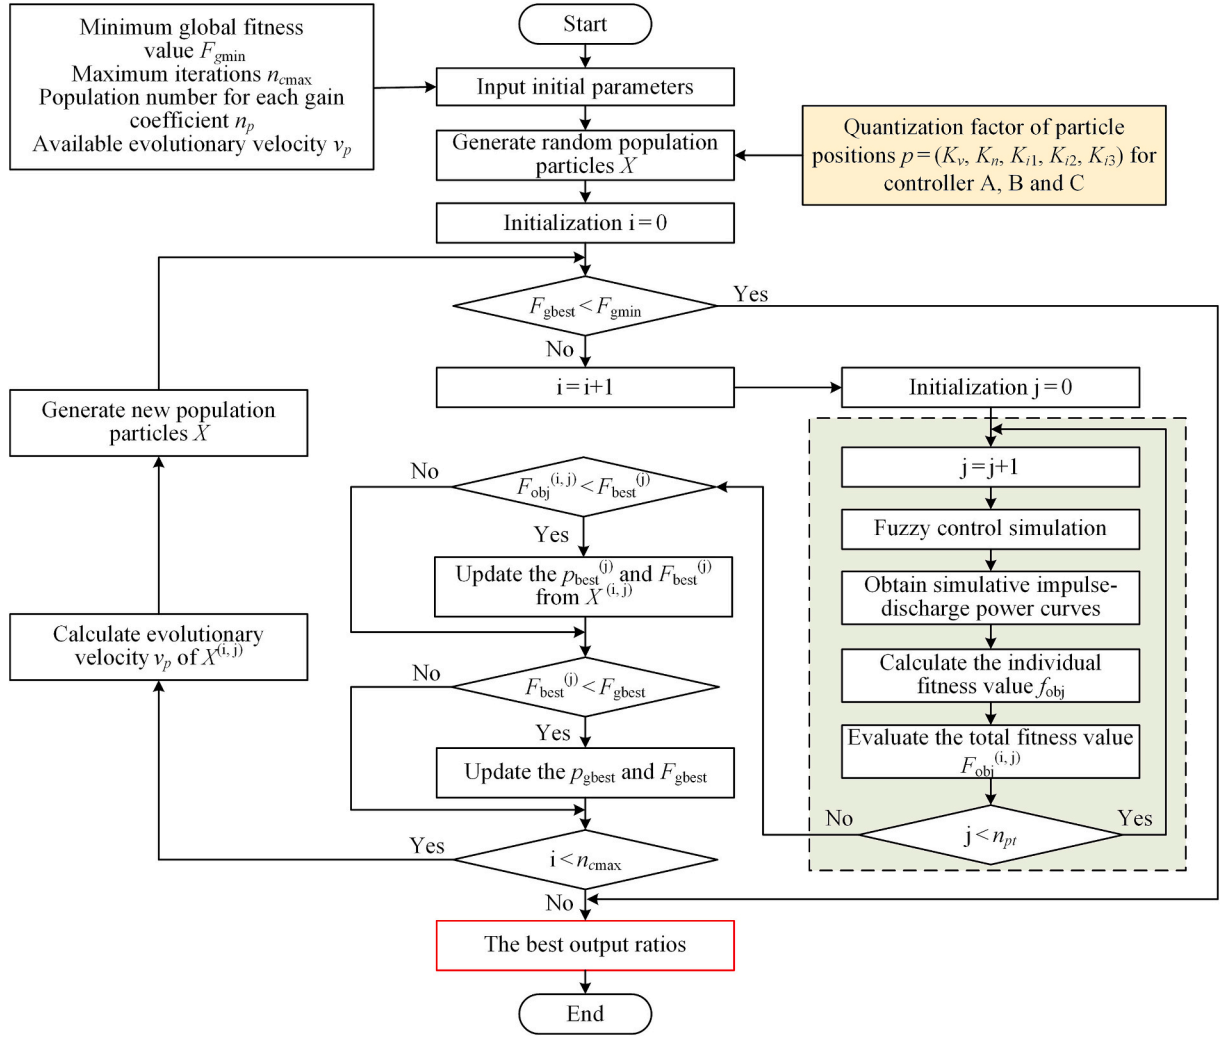 Start
Minimum global fitness
value F_gmin
Maximum iterations n_cmax
Population number for each gain
coefficient n_p
Available evolutionary velocity v_p
Input initial parameters
Generate random population
particles X
Quantization factor of particle
positions p = (K_v, K_n, K_i1, K_i2, K_i3) for
controller A, B and C
Initialization i = 0
F_gbest < F_gmin
Yes
No
i = i+1
Initialization j = 0
j = j+1
Fuzzy control simulation
Obtain simulative impulse-
discharge power curves
Calculate the individual
fitness value f_obj
Evaluate the total fitness value
F_obj^(i, j)
j < n_pt
Yes
No
F_obj^(i, j) < F_best^(j)
No
Yes
Update the p_best^(j) and F_best^(j)
from X^(i, j)
F_best^(j) < F_gbest
No
Yes
Update the p_gbest and F_gbest
i < n_cmax
Yes
No
Calculate evolutionary
velocity v_p of X^(i, j)
Generate new population
particles X
The best output ratios
End